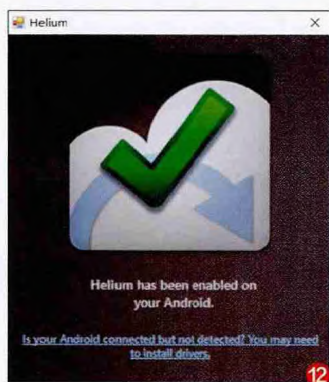 Helium
Helium has been enabled on
your Android.
Is your Android connected but not detected? You may need
to install drivers.
12